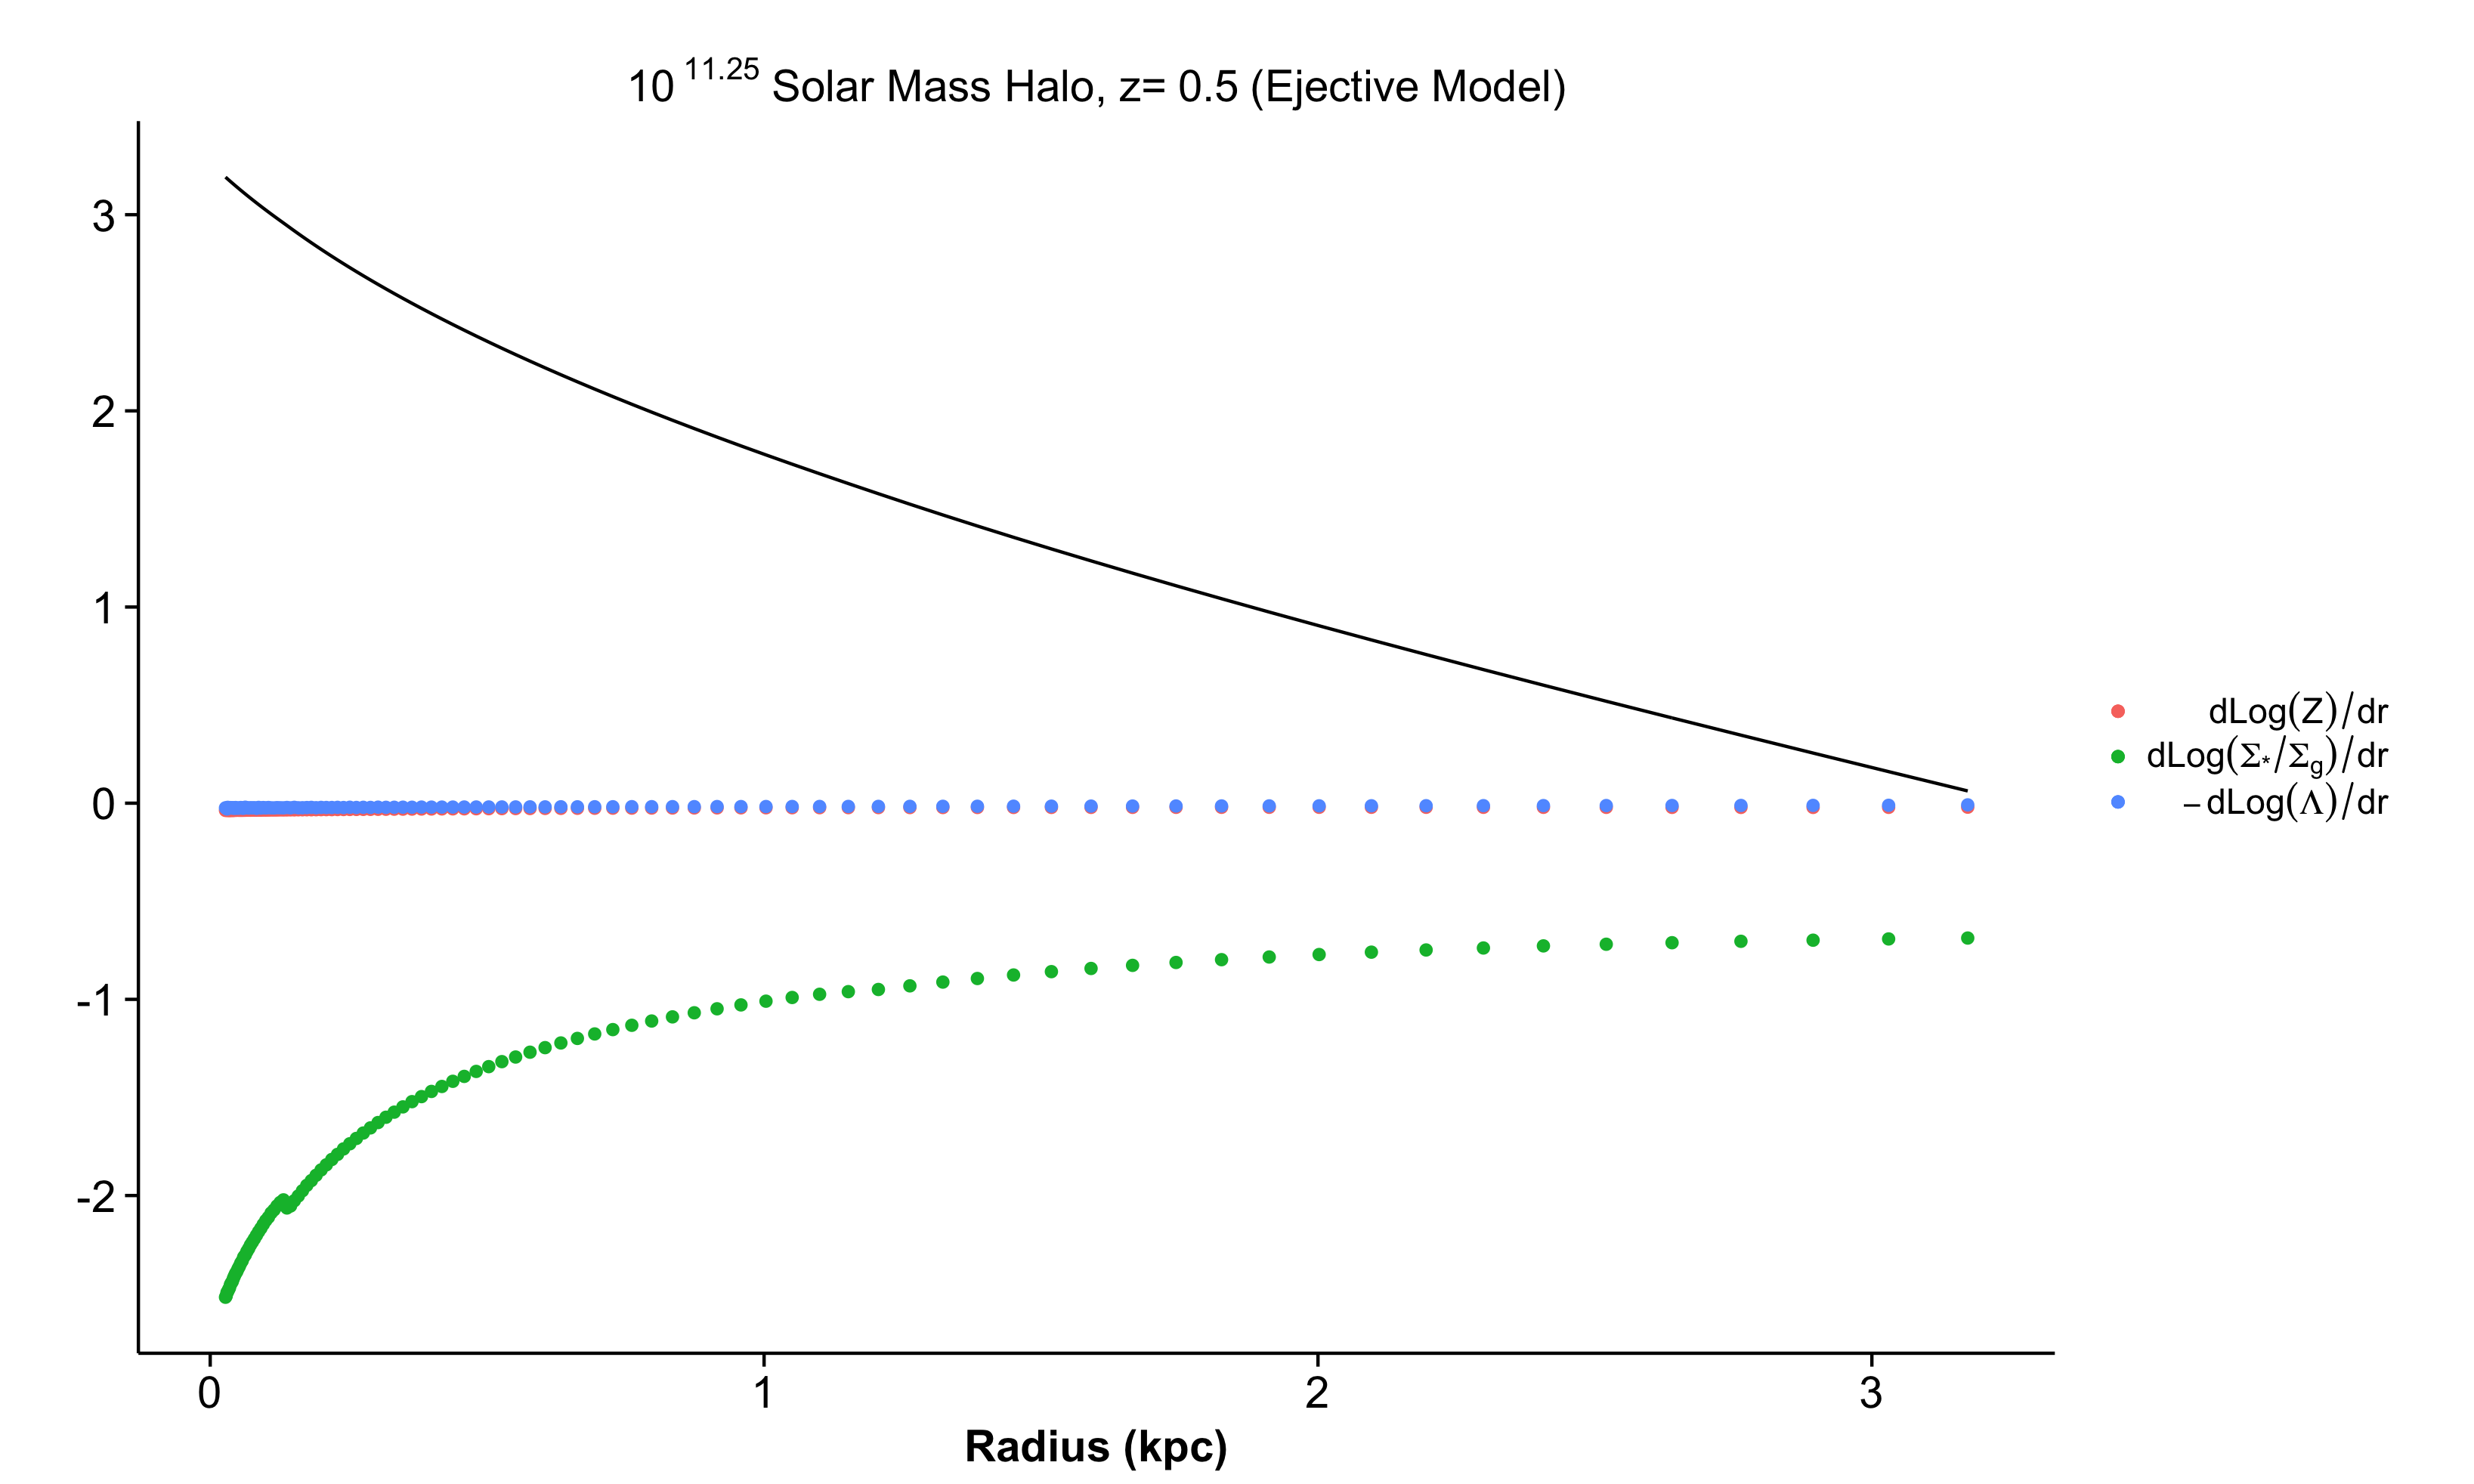 10 11.25 Solar Mass Halo, z= 0.5 (Ejective Model)
3
2
1
0
-1
-2
0 1 2 3
Radius (kpc)
dLog(Z)/dr
dLog(Σ*/Σg)/dr
−dLog(Λ)/dr